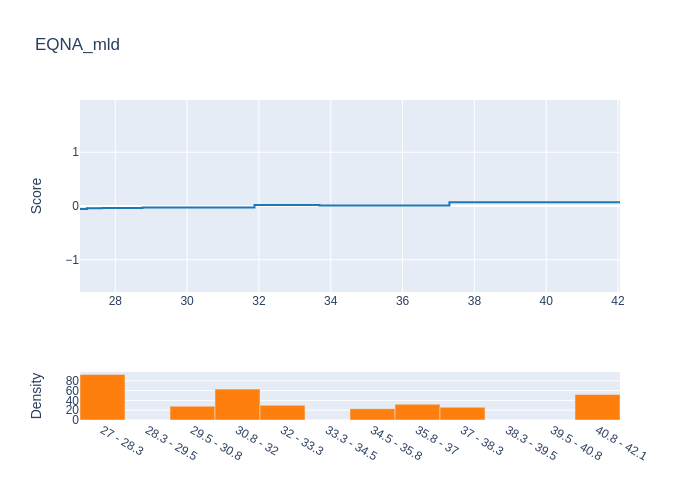 EQNA_mld
Score
1
0
−1
28 30 32 34 36 38 40 42
Density
80
60
40
20
0
27 - 28.3
28.3 - 29.5
29.5 - 30.8
30.8 - 32
32 - 33.3
33.3 - 34.5
34.5 - 35.8
35.8 - 37
37 - 38.3
38.3 - 39.5
39.5 - 40.8
40.8 - 42.1